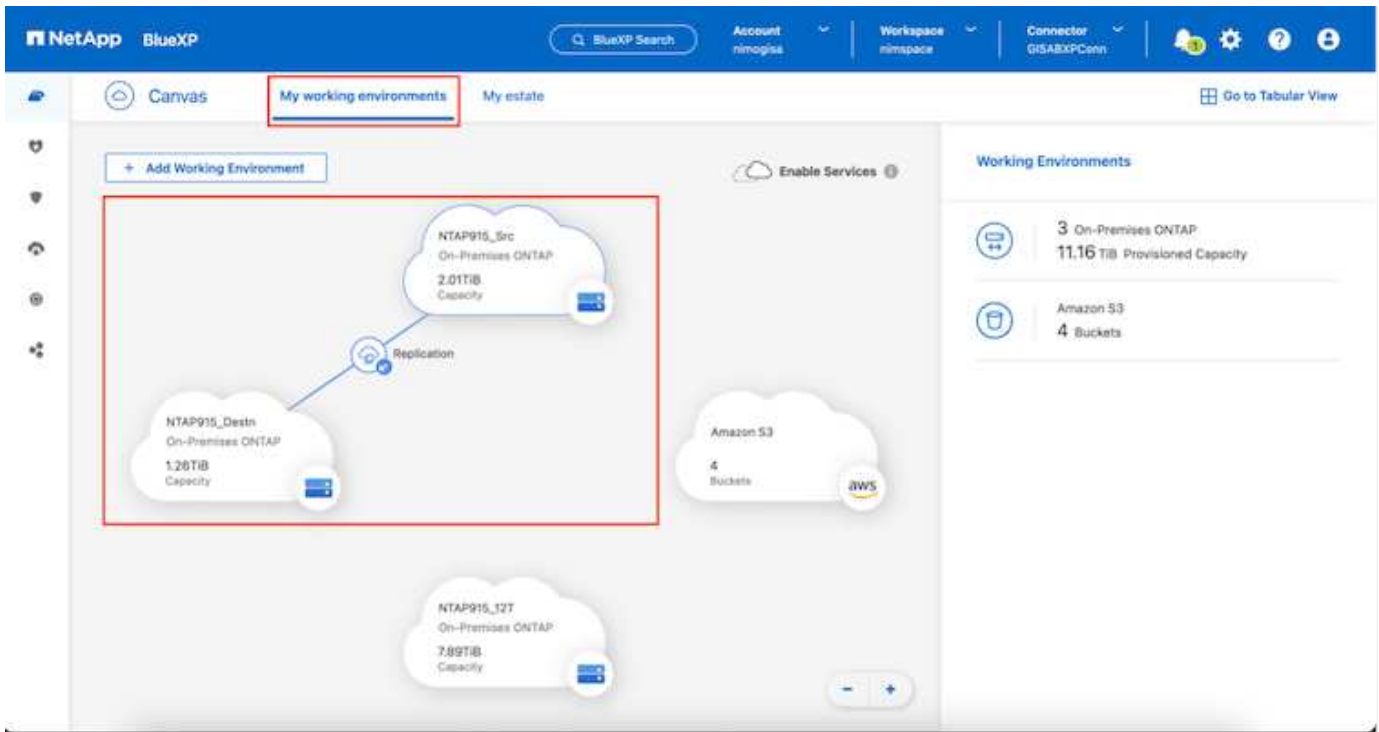 NetApp BlueXP
BlueXP Search
Account
nimogisa
Workspace
nimspace
Connector
GISABXPConn
Canvas
My working environments
My estate
Go to Tabular View
+ Add Working Environment
Enable Services
Working Environments
NTAP915_Src
On-Premises ONTAP
2.01TiB
Capacity
Replication
NTAP915_Destn
On-Premises ONTAP
1.26TiB
Capacity
Amazon S3
4
Buckets
aws
NTAP915_12T
On-Premises ONTAP
7.89TiB
Capacity
3 On-Premises ONTAP
11.16 TiB Provisioned Capacity
Amazon S3
4 Buckets
- +